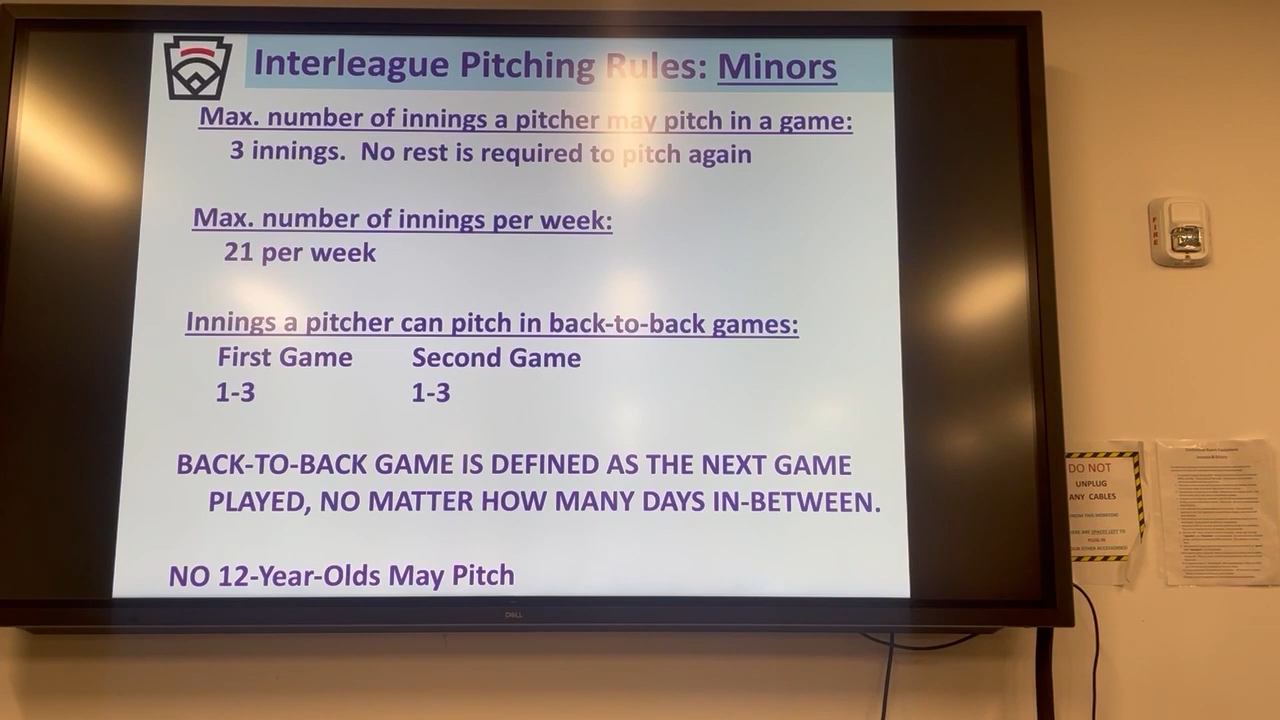 Interleague Pitching Rules: Minors
Max. number of innings a pitcher may pitch in a game:
3 innings. No rest is required to pitch again
Max. number of innings per week:
21 per week
Innings a pitcher can pitch in back-to-back games:
First Game Second Game
1-3 1-3
BACK-TO-BACK GAME IS DEFINED AS THE NEXT GAME
PLAYED, NO MATTER HOW MANY DAYS IN-BETWEEN.
NO 12-Year-Olds May Pitch
DELL
FIRE
DO NOT
UNPLUG
ANY CABLES